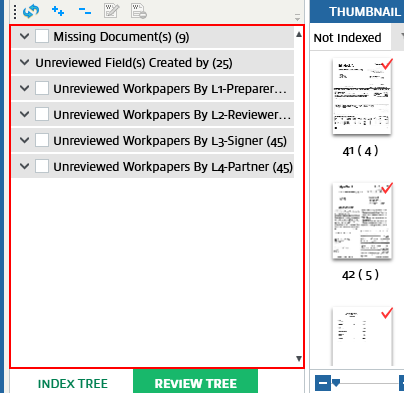 THUMBNAIL
Not Indexed
Missing Document(s) (9)
Unreviewed Field(s) Created by (25)
Unreviewed Workpapers By L1-Preparer...
Unreviewed Workpapers By L2-Reviewer...
Unreviewed Workpapers By L3-Signer (45)
Unreviewed Workpapers By L4-Partner (45)
41 ( 4 )
42 ( 5 )
INDEX TREE
REVIEW TREE